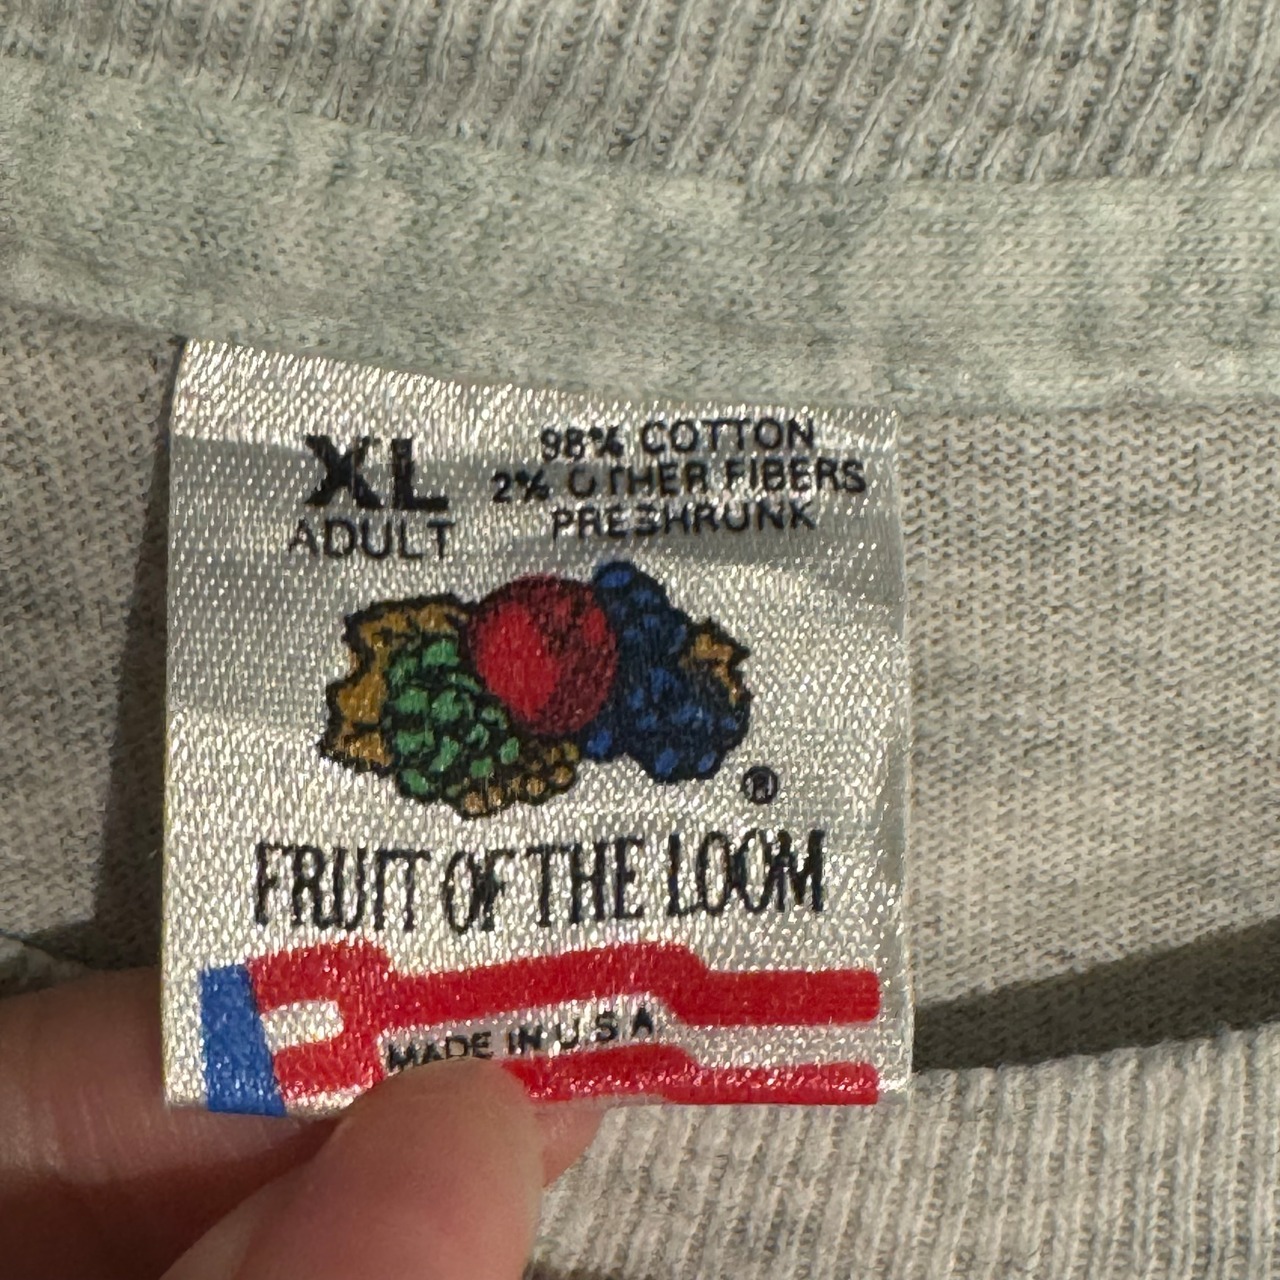 XL
ADULT
98% COTTON
2% OTHER FIBERS
PRESHRUNK
®
FRUIT OF THE LOOM
MADE IN U S A